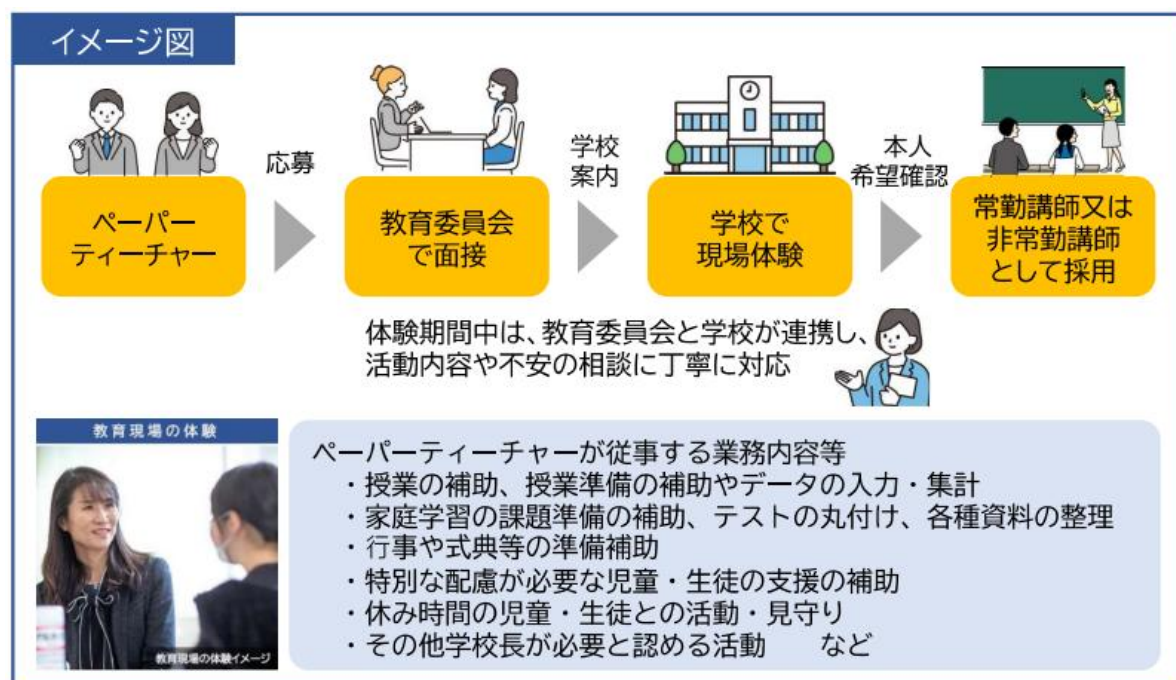 イメージ図
応募
学校
案内
本人
希望確認
ペーパー
ティーチャー
教育委員会
で面接
学校で
現場体験
常勤講師又は
非常勤講師
として採用
体験期間中は、教育委員会と学校が連携し、
活動内容や不安の相談に丁寧に対応
教育現場の体験
教育現場の体験イメージ
ペーパーティーチャーが従事する業務内容等
・授業の補助、授業準備の補助やデータの入力・集計
・家庭学習の課題準備の補助、テストの丸付け、各種資料の整理
・行事や式典等の準備補助
・特別な配慮が必要な児童・生徒の支援の補助
・休み時間の児童・生徒との活動・見守り
・その他学校長が必要と認める活動　　など